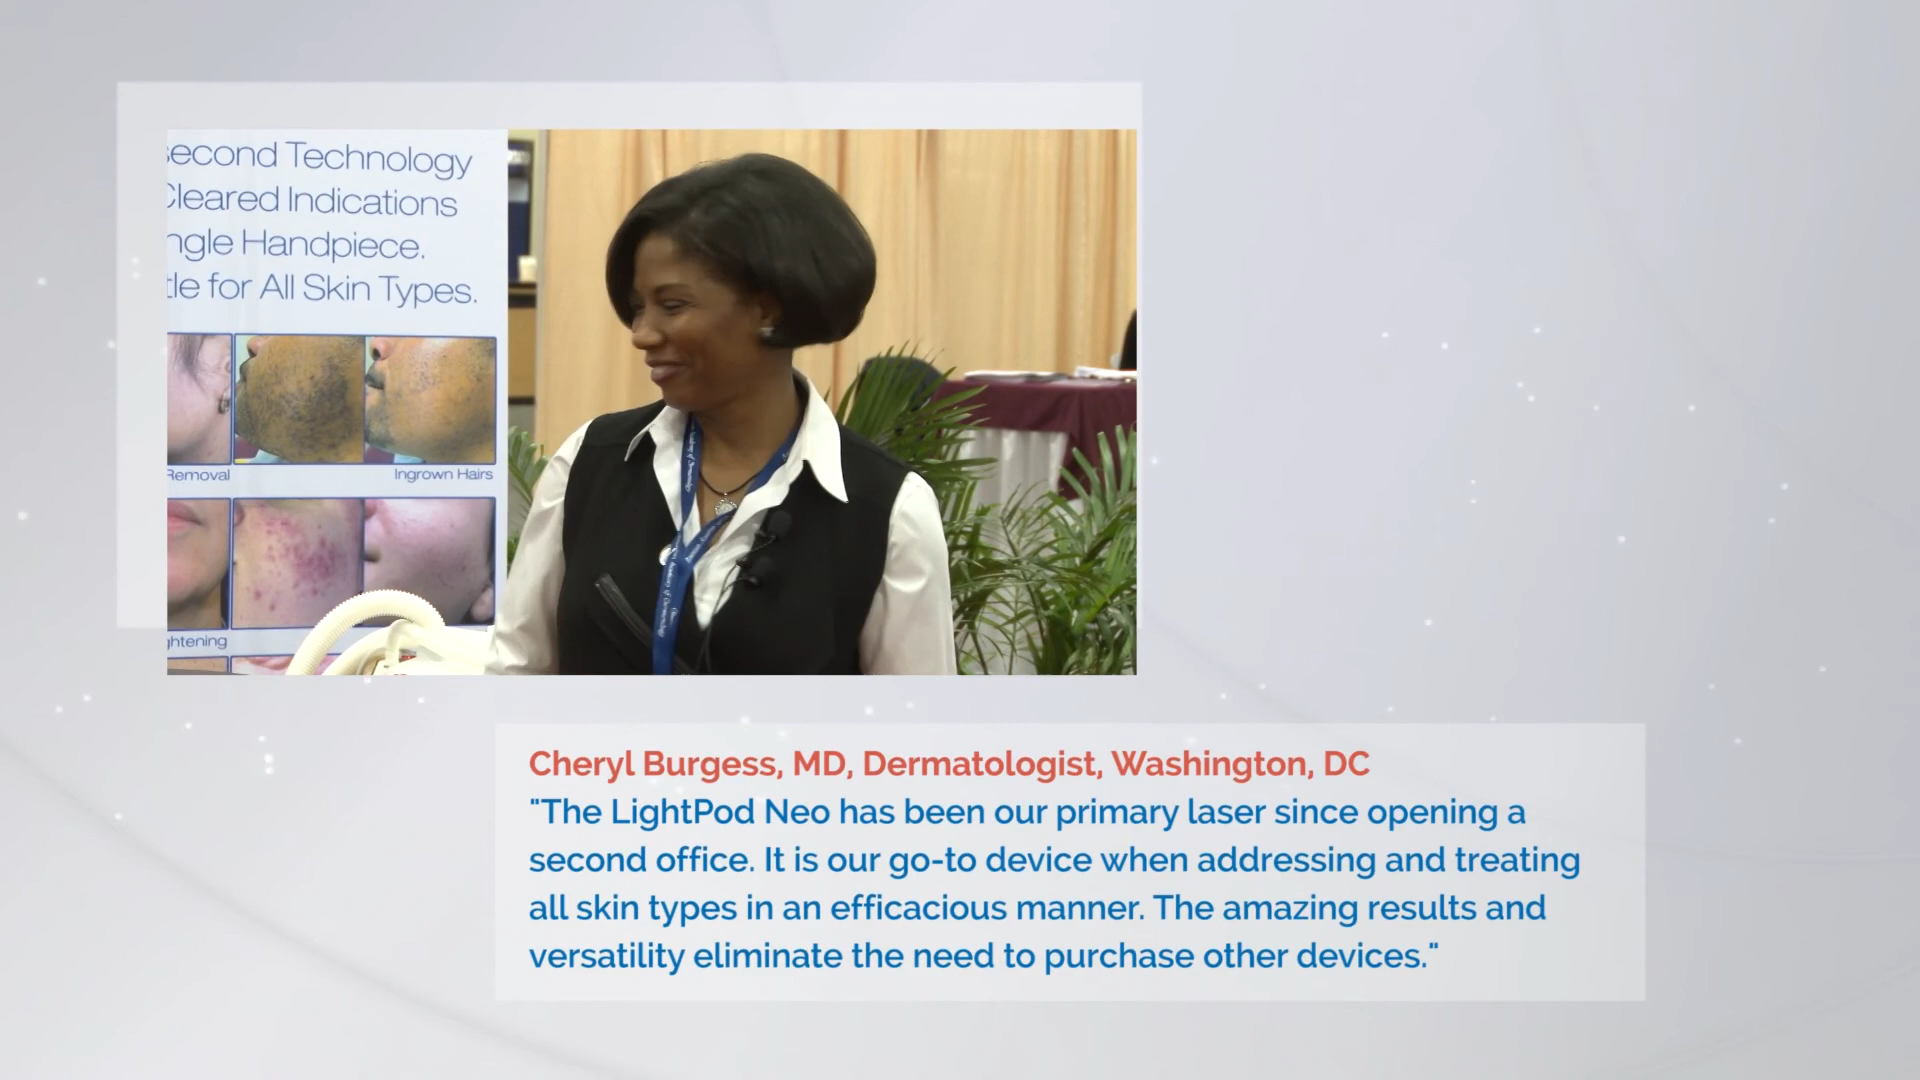 second Technology
Cleared Indications
ngle Handpiece.
tle for All Skin Types.
Removal
Ingrown Hairs
ghtening
Cheryl Burgess, MD, Dermatologist, Washington, DC
"The LightPod Neo has been our primary laser since opening a
second office. It is our go-to device when addressing and treating
all skin types in an efficacious manner. The amazing results and
versatility eliminate the need to purchase other devices."